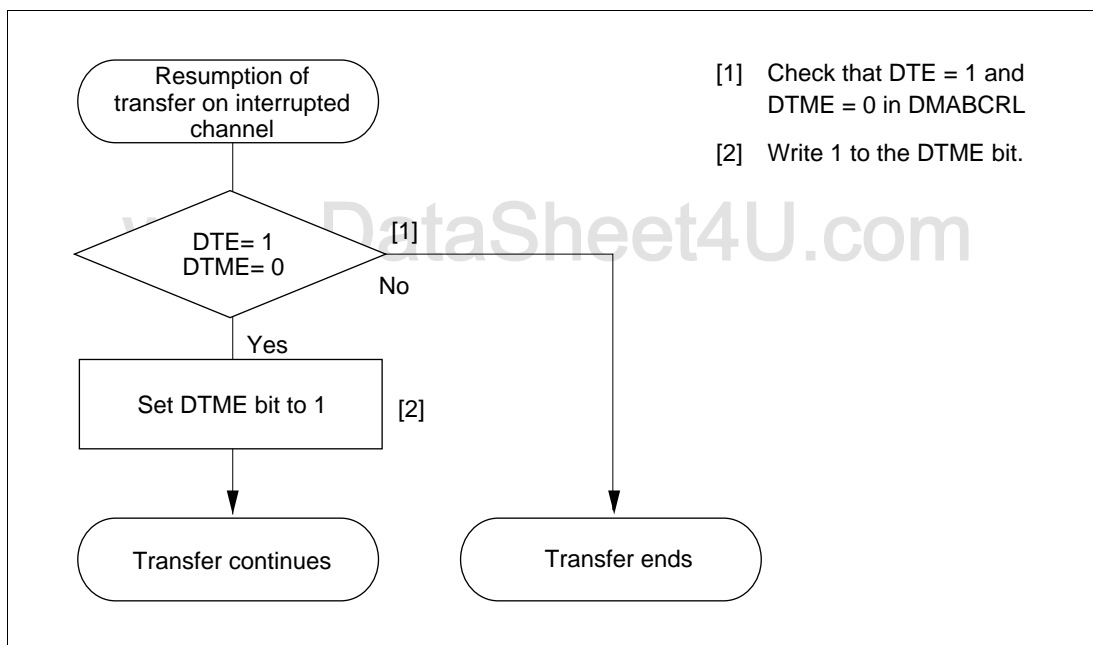 Resumption of
transfer on interrupted
channel
[1] Check that DTE = 1 and
DTME = 0 in DMABCRL
[2] Write 1 to the DTME bit.
DTE= 1
DTME= 0
[1]
No
Yes
Set DTME bit to 1
[2]
Transfer continues
Transfer ends
DataSheet4U.com